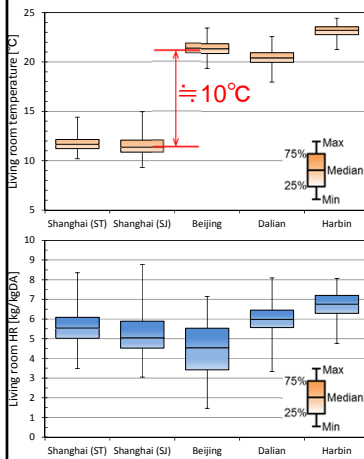 Living room temperature [℃]
25
20
15
10
5
≒10℃
Max
75%
Median
25%
Min
Shanghai (ST) Shanghai (SJ) Beijing Dalian Harbin
Living room HR [kg/kgDA]
10
9
8
7
6
5
4
3
2
1
0
Max
75%
Median
25%
Min
Shanghai (ST) Shanghai (SJ) Beijing Dalian Harbin